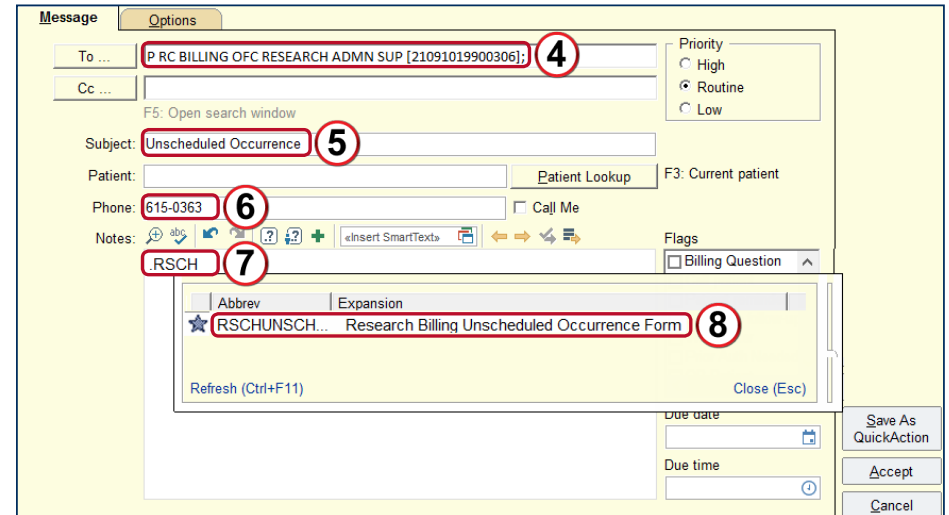 Message Options
To ... P RC BILLING OFC RESEARCH ADMN SUP [21091019900306]; 4
Priority
High
Cc ...
Routine
F5: Open search window
Low
Subject: Unscheduled Occurrence 5
Patient: Patient Lookup F3: Current patient
Phone: 615-0363 6 Call Me
Notes: abc «Insert SmartText» Flags
.RSCH 7 Billing Question
Abbrev Expansion
RSCHUNSCH... Research Billing Unscheduled Occurrence Form 8
Refresh (Ctrl+F11) Close (Esc)
Due date
Save As
QuickAction
Due time
Accept
Cancel